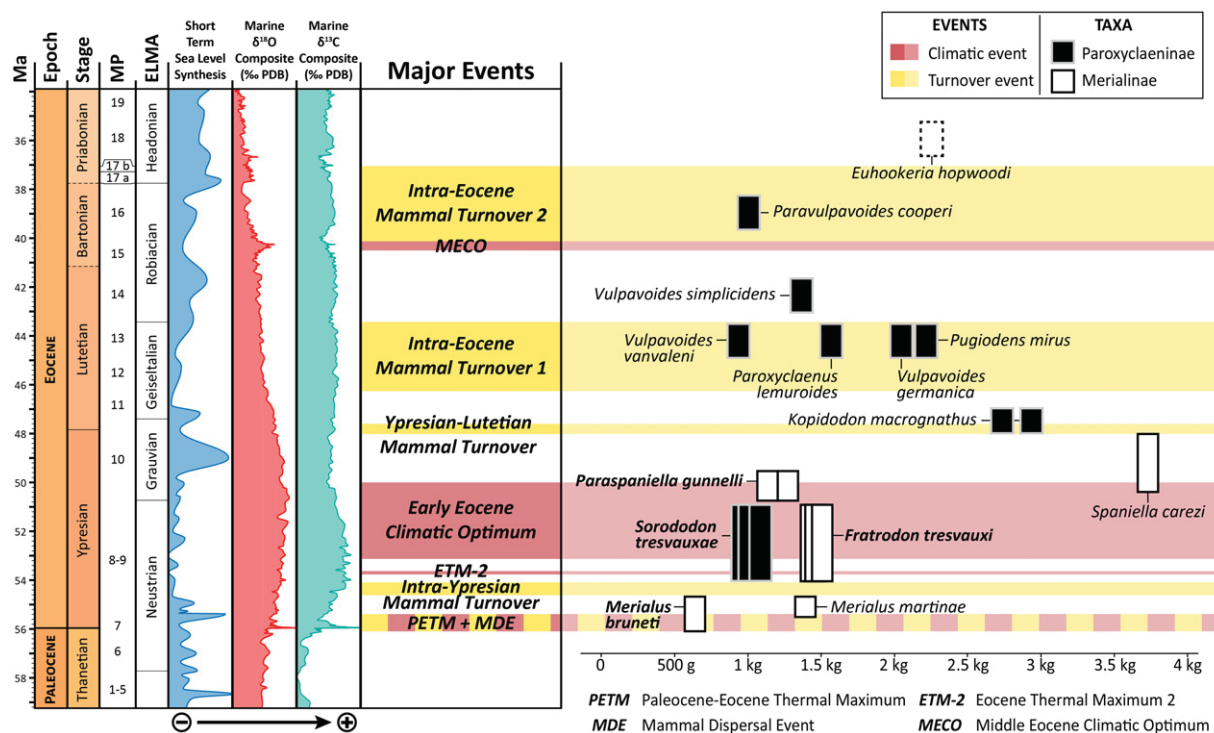 Ma
Epoch
Stage
MP
ELMA
Short
Term
Sea Level
Synthesis
Marine
δ¹⁸O
Composite
(‰ PDB)
Marine
δ¹³C
Composite
(‰ PDB)
Major Events
EVENTS
Climatic event
Turnover event
TAXA
Paroxyclaeninae
Merialinae
36
38
40
42
44
46
48
50
52
54
56
58
EOCENE
PALEOCENE
Priabonian
Bartonian
Lutetian
Ypresian
Thanetian
19
18
17 b
17 a
16
15
14
13
12
11
10
8-9
7
6
1-5
Headonian
Robiacian
Geiseltalian
Grauvian
Neustrian
Intra-Eocene
Mammal Turnover 2
MECO
Intra-Eocene
Mammal Turnover 1
Ypresian-Lutetian
Mammal Turnover
Early Eocene
Climatic Optimum
ETM-2
Intra-Ypresian
Mammal Turnover
PETM + MDE
Euhookeria hopwoodi
Paravulpavoides cooperi
Vulpavoides simplicidens
Vulpavoides
vanvaleni
Paroxyclaenus
lemuroides
Vulpavoides
germanica
Pugiodens mirus
Kopidodon macrognathus
Paraspaniella gunnelli
Spaniella carezi
Sorododon
tresvauxae
Fratrodon tresvauxi
Merialus
bruneti
Merialus martinae
0
500 g
1 kg
1.5 kg
2 kg
2.5 kg
3 kg
3.5 kg
4 kg
PETM Paleocene-Eocene Thermal Maximum
ETM-2 Eocene Thermal Maximum 2
MDE Mammal Dispersal Event
MECO Middle Eocene Climatic Optimum